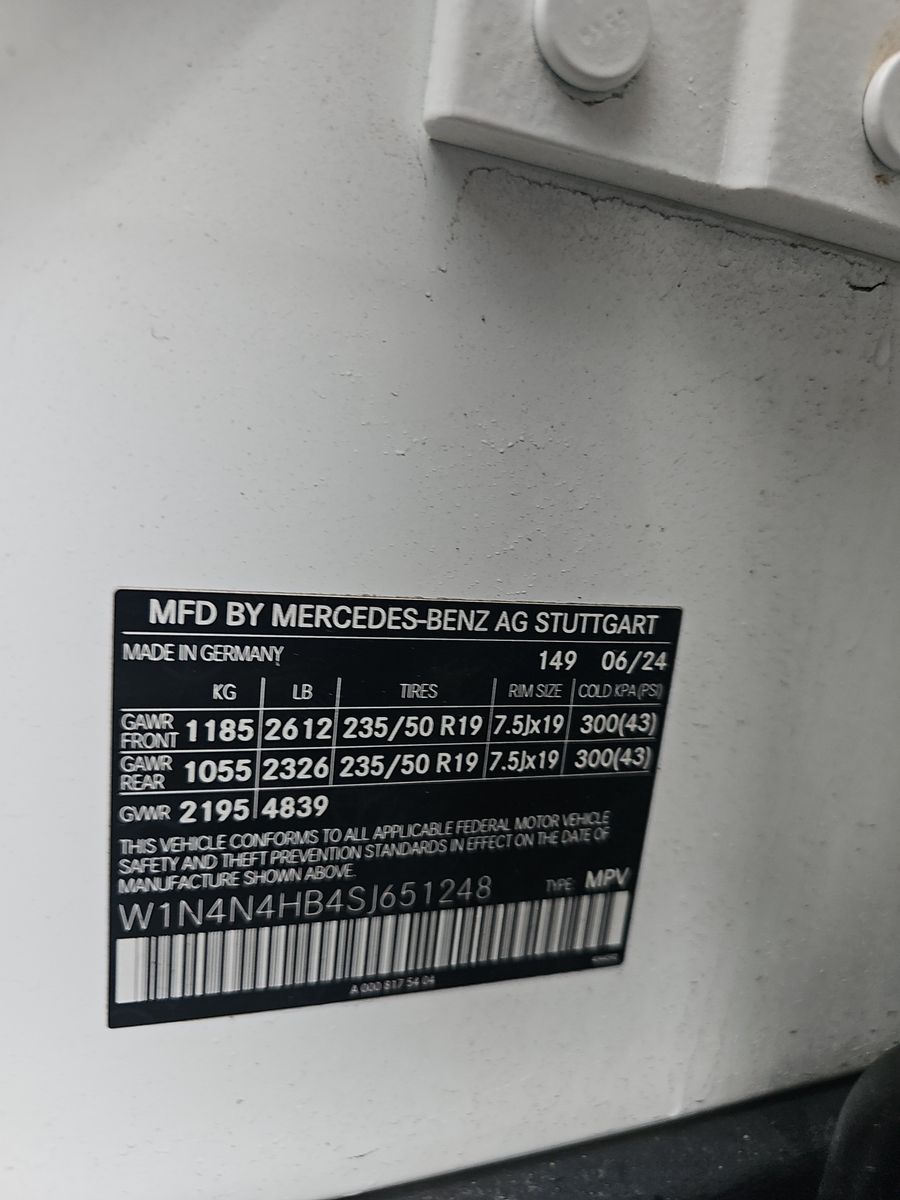 MFD BY MERCEDES-BENZ AG STUTTGART
MADE IN GERMANY 149 06/24
KG LB TIRES RIM SIZE COLD KPA(PSI)
GAWR FRONT 1185 2612 235/50 R19 7.5Jx19 300(43)
GAWR REAR 1055 2326 235/50 R19 7.5Jx19 300(43)
GVWR 2195 4839
THIS VEHICLE CONFORMS TO ALL APPLICABLE FEDERAL MOTOR VEHICLE
SAFETY AND THEFT PREVENTION STANDARDS IN EFFECT ON THE DATE OF
MANUFACTURE SHOWN ABOVE.
W1N4N4HB4SJ651248 TYPE: MPV
A 000 817 54 04